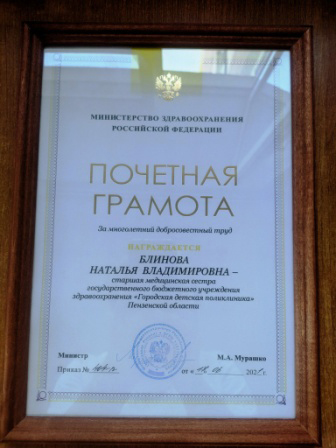 МИНИСТЕРСТВО ЗДРАВООХРАНЕНИЯ
РОССИЙСКОЙ ФЕДЕРАЦИИ
ПОЧЕТНАЯ
ГРАМОТА
За многолетний добросовестный труд
НАГРАЖДАЕТСЯ
БЛИНОВА
НАТАЛЬЯ ВЛАДИМИРОВНА –
старшая медицинская сестра
государственного бюджетного учреждения
здравоохранения «Городская детская поликлиника»
Пензенской области
Министр М.А. Мурашко
Приказ № от « » 2021 г.